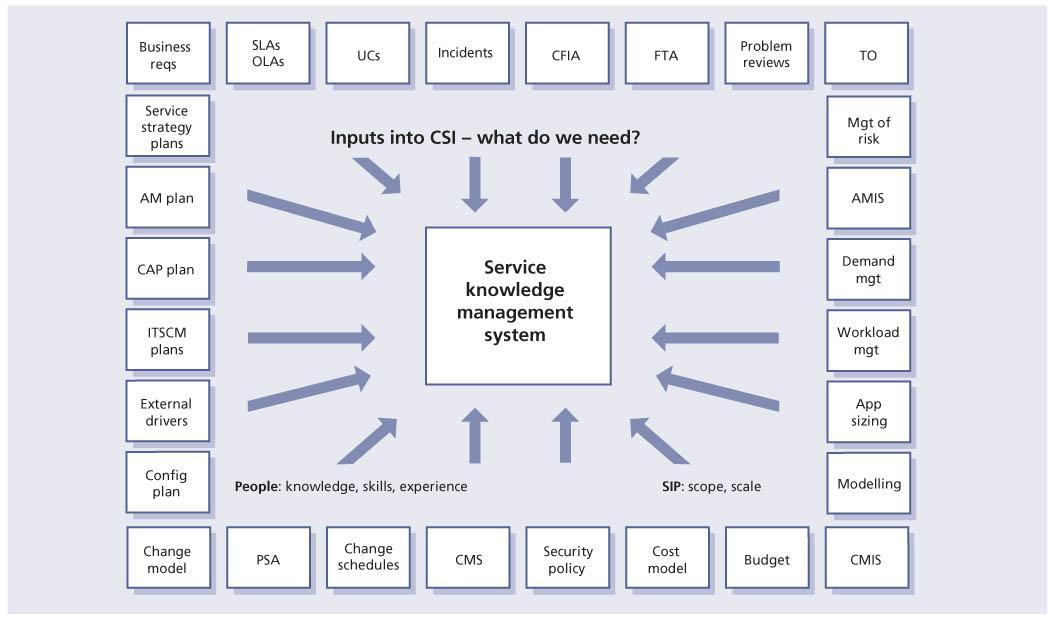 Business
reqs
SLAs
OLAs
UCs
Incidents
CFIA
FTA
Problem
reviews
TO
Service
strategy
plans
Inputs into CSI – what do we need?
Mgt of
risk
AM plan
AMIS
CAP plan
Service
knowledge
management
system
Demand
mgt
ITSCM
plans
Workload
mgt
External
drivers
App
sizing
Config
plan
People: knowledge, skills, experience
SIP: scope, scale
Modelling
Change
model
PSA
Change
schedules
CMS
Security
policy
Cost
model
Budget
CMIS